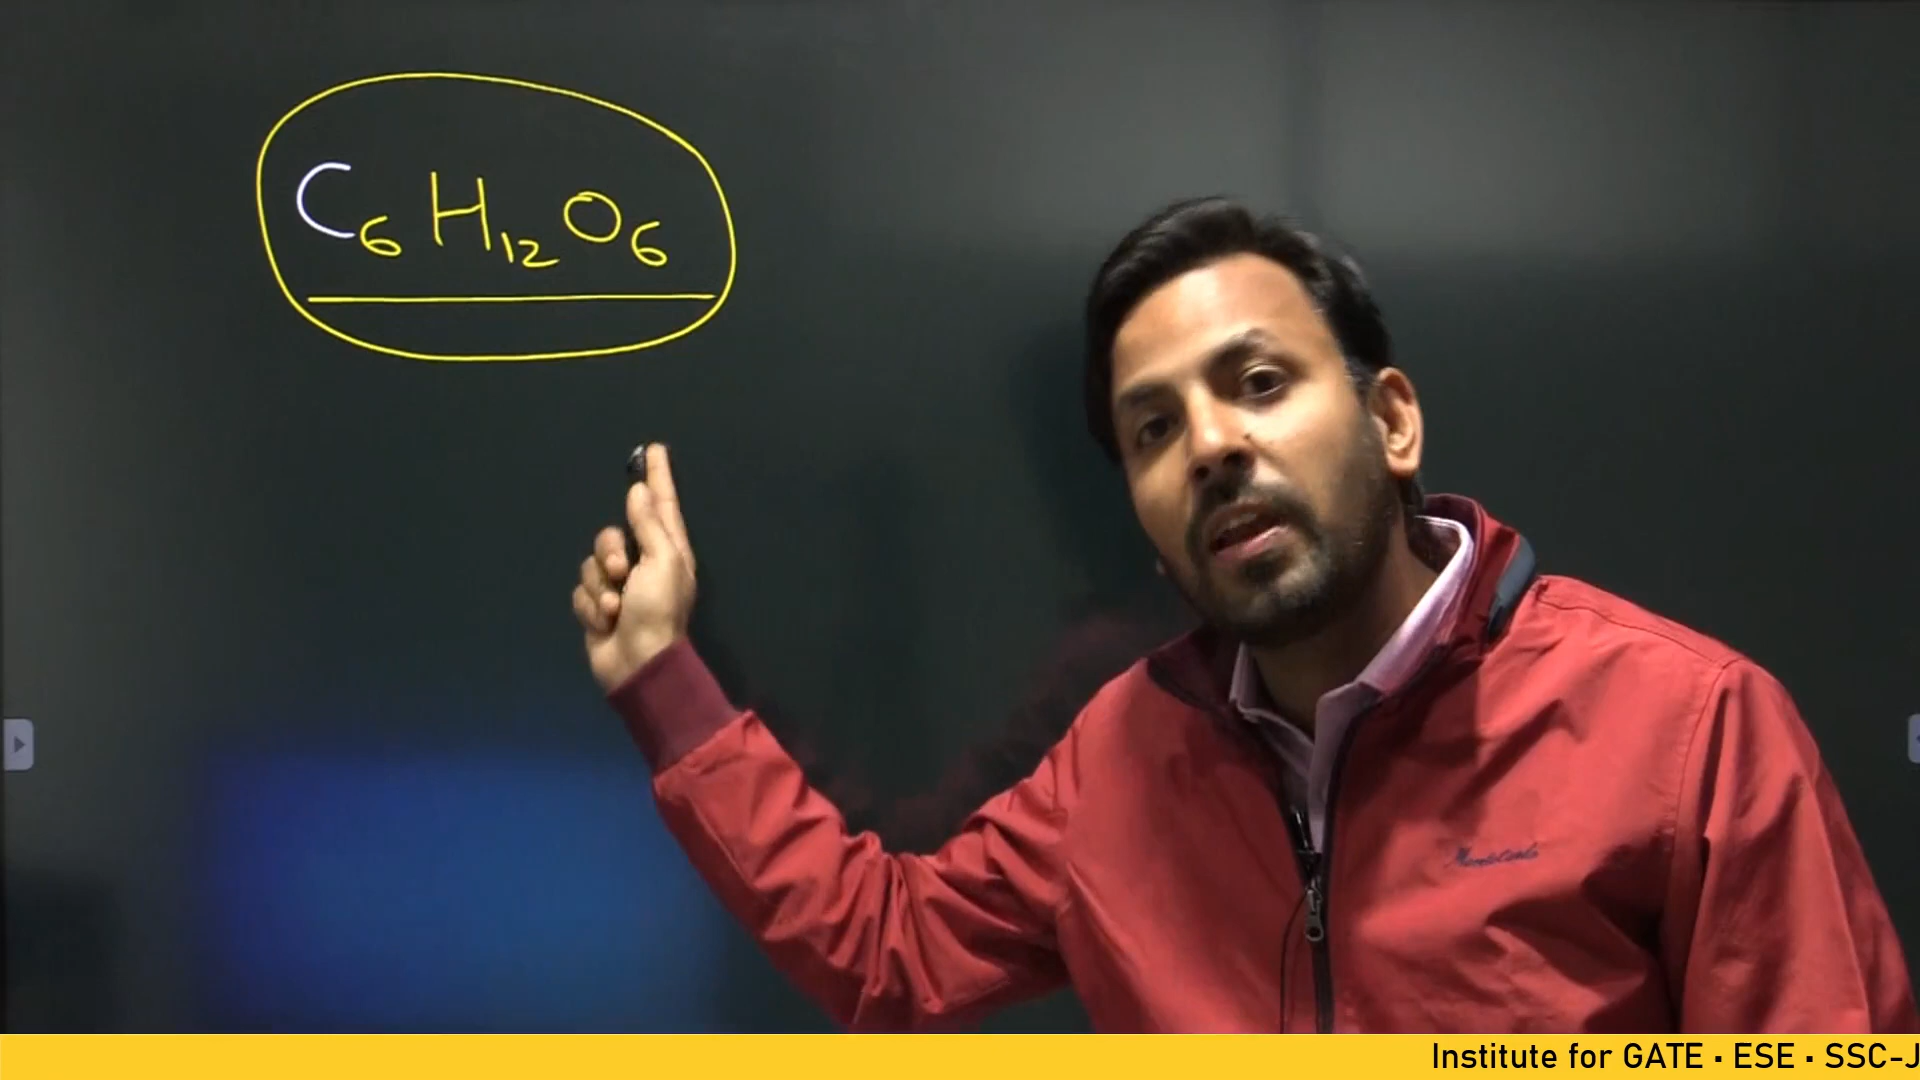 C₆H₁₂O₆
Institute for GATE ▪ ESE ▪ SSC-J